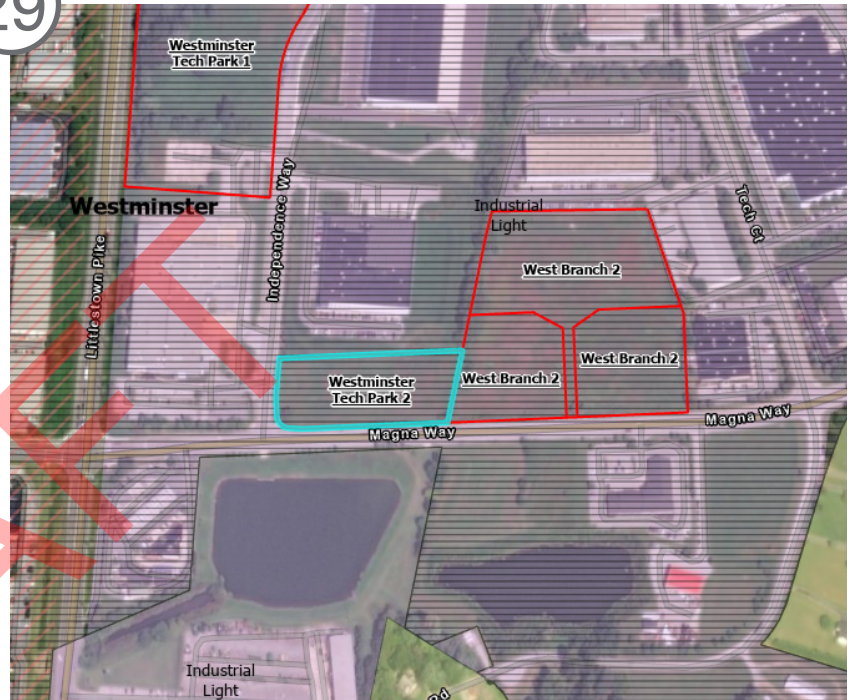 29
Westminster
Tech Park 1
Westminster
Independence Way
Littlestown Pike
Industrial
Light
Tech Ct
West Branch 2
West Branch 2
West Branch 2
Westminster
Tech Park 2
Magna Way
Magna Way
Industrial
Light
Rd